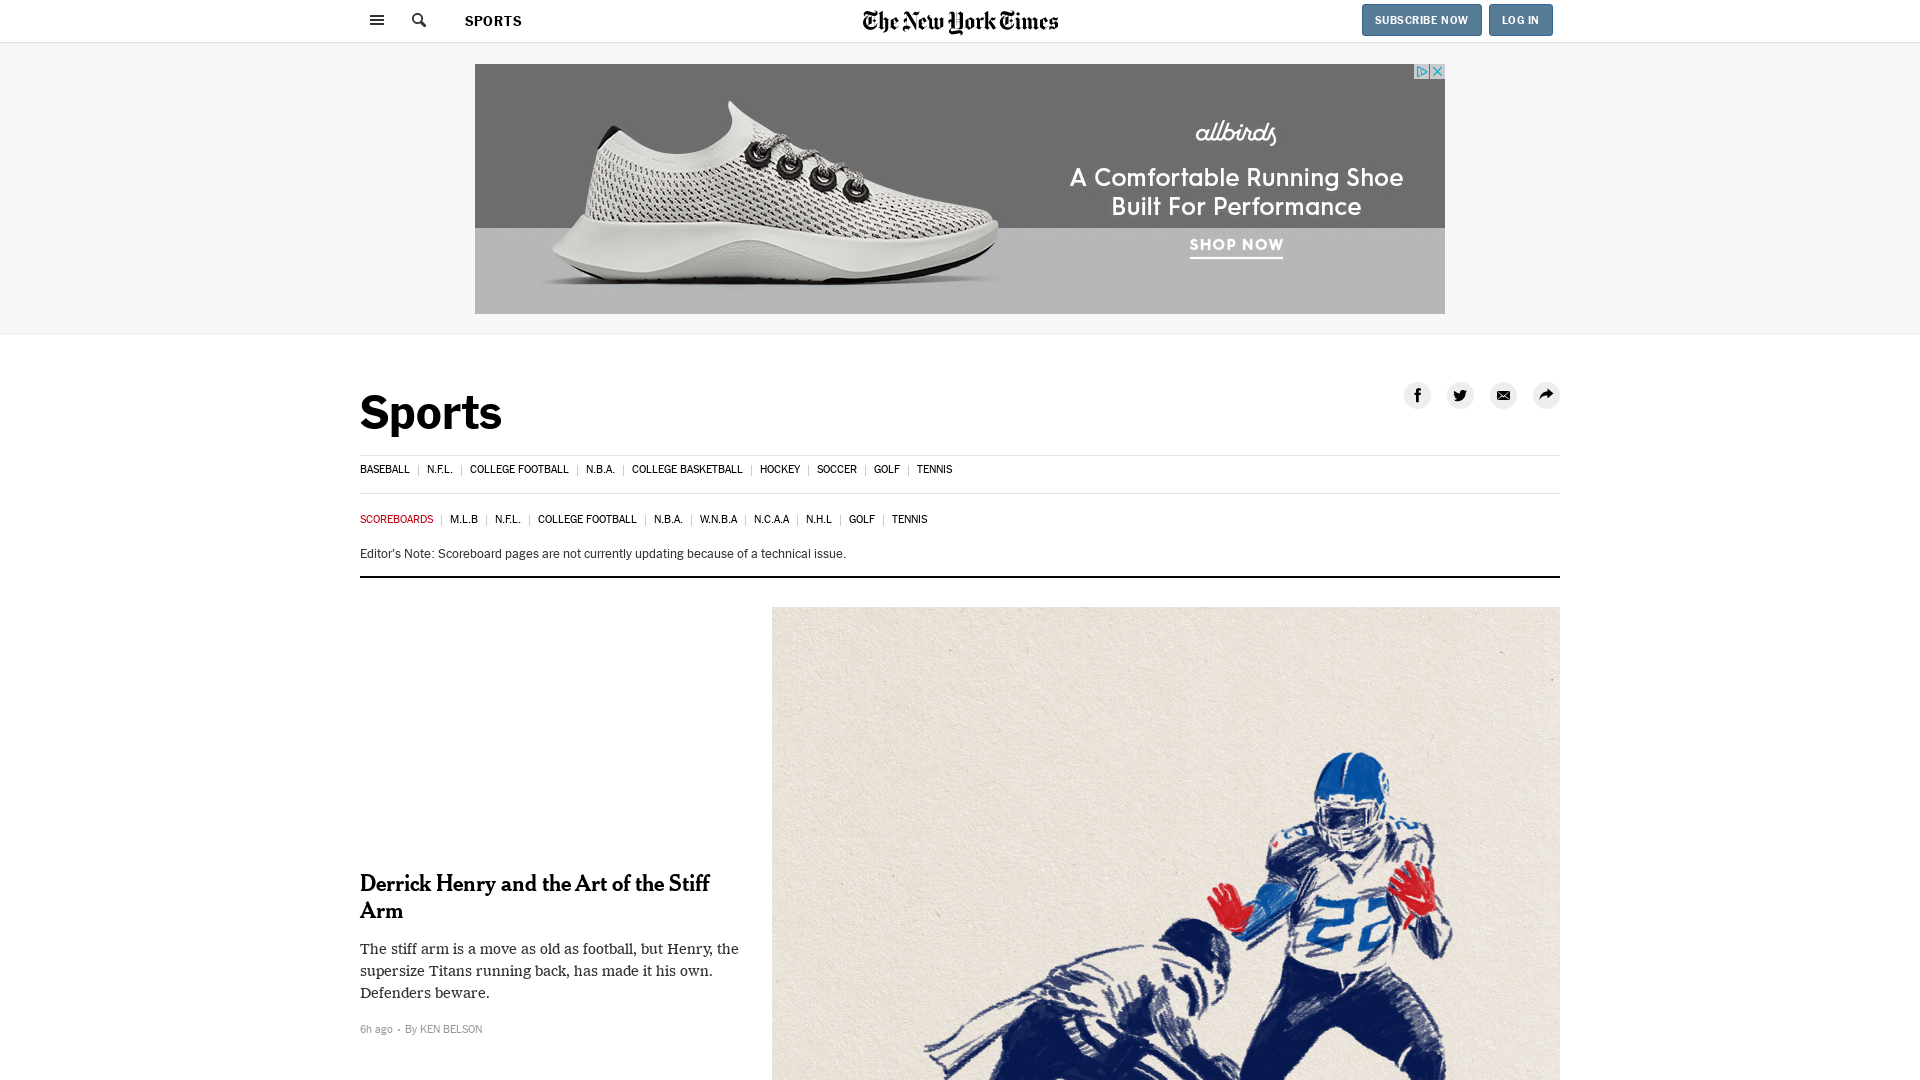 SPORTS
The New York Times
SUBSCRIBE NOW
LOG IN
allbirds
A Comfortable Running Shoe
Built For Performance
SHOP NOW
Sports
BASEBALL N.F.L. COLLEGE FOOTBALL N.B.A. COLLEGE BASKETBALL HOCKEY SOCCER GOLF TENNIS
SCOREBOARDS M.L.B N.F.L. COLLEGE FOOTBALL N.B.A. W.N.B.A N.C.A.A N.H.L GOLF TENNIS
Editor's Note: Scoreboard pages are not currently updating because of a technical issue.
Derrick Henry and the Art of the Stiff
Arm
The stiff arm is a move as old as football, but Henry, the
supersize Titans running back, has made it his own.
Defenders beware.
6h ago • By KEN BELSON
22